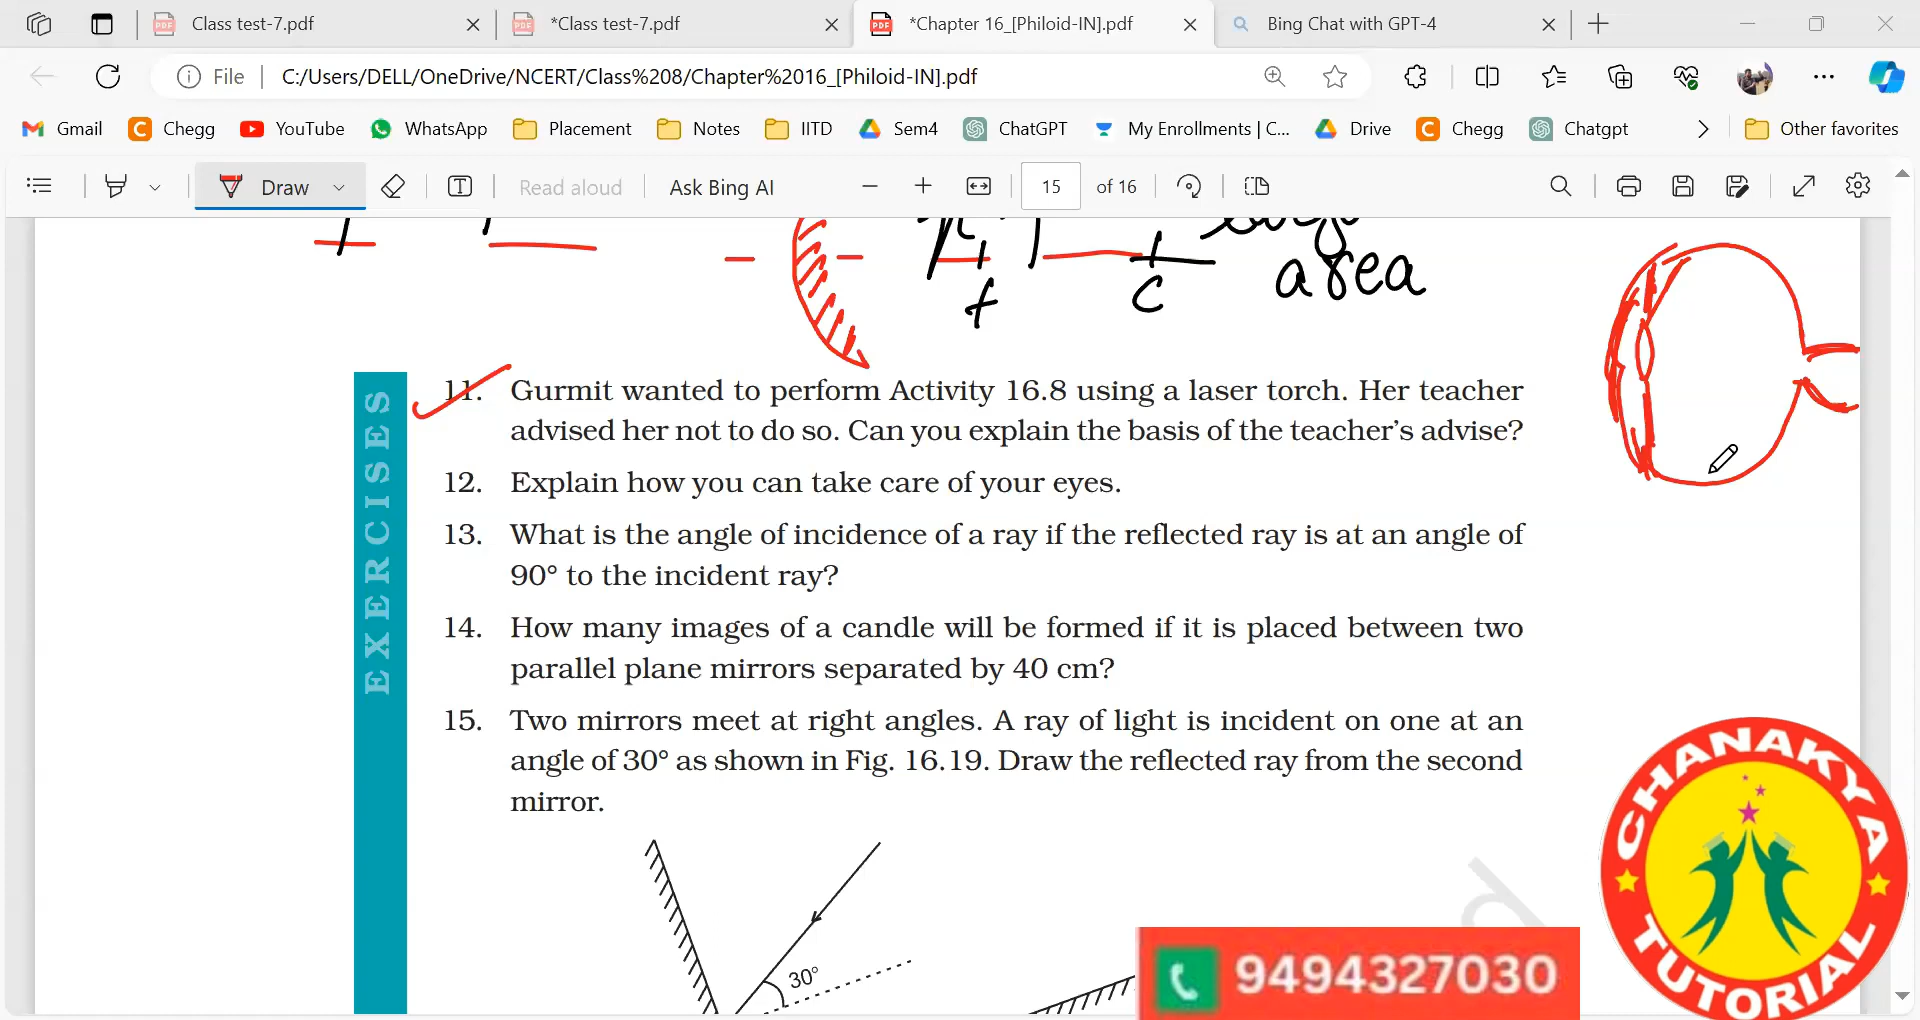 Class test-7.pdf
*Class test-7.pdf
*Chapter 16_[Philoid-IN].pdf
Bing Chat with GPT-4
File
C:/Users/DELL/OneDrive/NCERT/Class%208/Chapter%2016_[Philoid-IN].pdf
Gmail
Chegg
YouTube
WhatsApp
Placement
Notes
IITD
Sem4
ChatGPT
My Enrollments | C...
Drive
Chegg
Chatgpt
Other favorites
Draw
Read aloud
Ask Bing AI
15
of 16
area
f
C
EXERCISES
11. Gurmit wanted to perform Activity 16.8 using a laser torch. Her teacher
advised her not to do so. Can you explain the basis of the teacher's advise?
12. Explain how you can take care of your eyes.
13. What is the angle of incidence of a ray if the reflected ray is at an angle of
90° to the incident ray?
14. How many images of a candle will be formed if it is placed between two
parallel plane mirrors separated by 40 cm?
15. Two mirrors meet at right angles. A ray of light is incident on one at an
angle of 30° as shown in Fig. 16.19. Draw the reflected ray from the second
mirror.
30°
9494327030
CHANAKYA
TUTORIAL